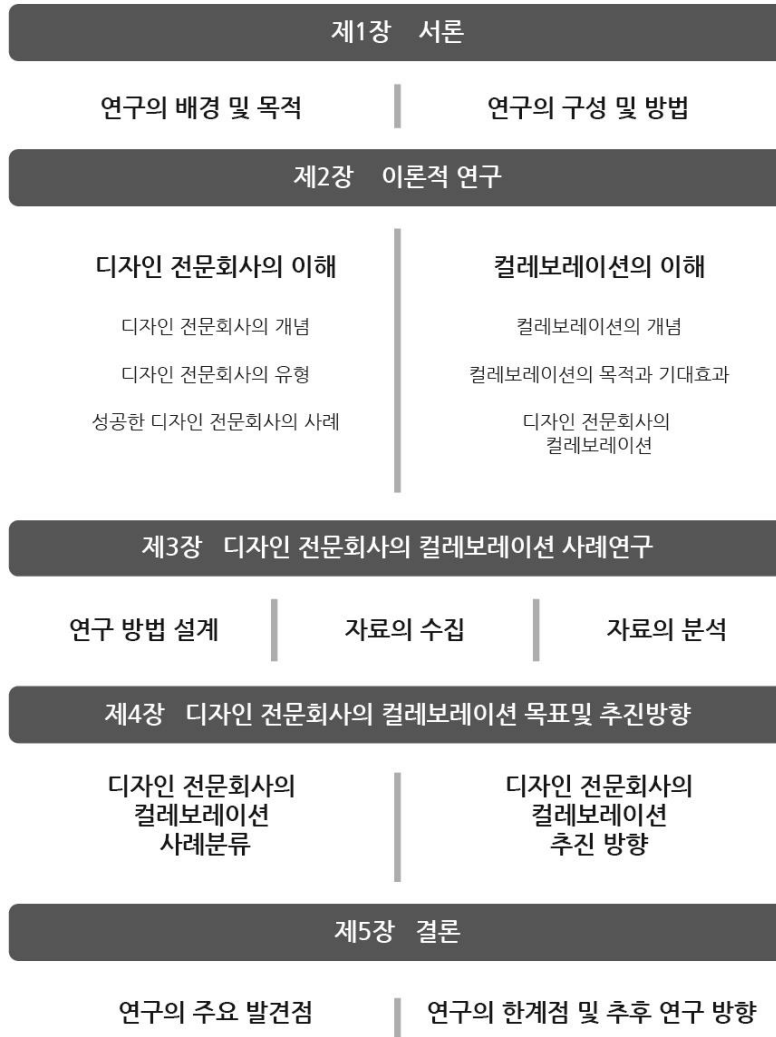 제1장 서론
연구의 배경 및 목적
연구의 구성 및 방법
제2장 이론적 연구
디자인 전문회사의 이해
디자인 전문회사의 개념
디자인 전문회사의 유형
성공한 디자인 전문회사의 사례
컬레보레이션의 이해
컬레보레이션의 개념
컬레보레이션의 목적과 기대효과
디자인 전문회사의
컬레보레이션
제3장 디자인 전문회사의 컬레보레이션 사례연구
연구 방법 설계
자료의 수집
자료의 분석
제4장 디자인 전문회사의 컬레보레이션 목표및 추진방향
디자인 전문회사의
컬레보레이션
사례분류
디자인 전문회사의
컬레보레이션
추진 방향
제5장 결론
연구의 주요 발견점
연구의 한계점 및 추후 연구 방향